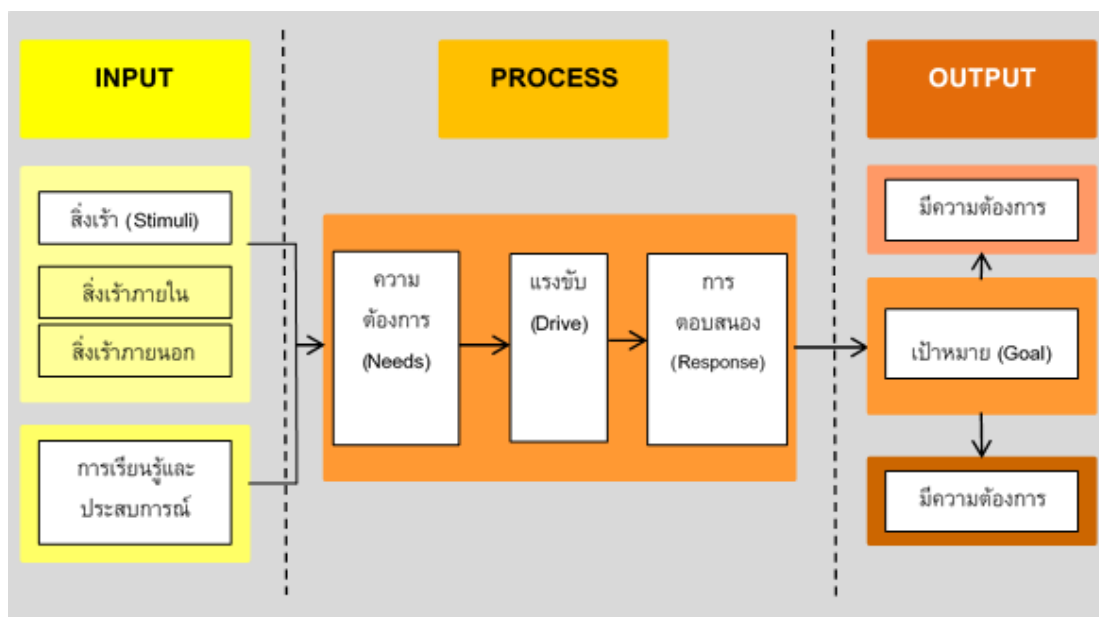 INPUT
PROCESS
OUTPUT
สิ่งเร้า (Stimuli)
สิ่งเร้าภายใน
สิ่งเร้าภายนอก
การเรียนรู้และ
ประสบการณ์
ความ
ต้องการ
(Needs)
แรงขับ
(Drive)
การ
ตอบสนอง
(Response)
มีความต้องการ
เป้าหมาย (Goal)
มีความต้องการ